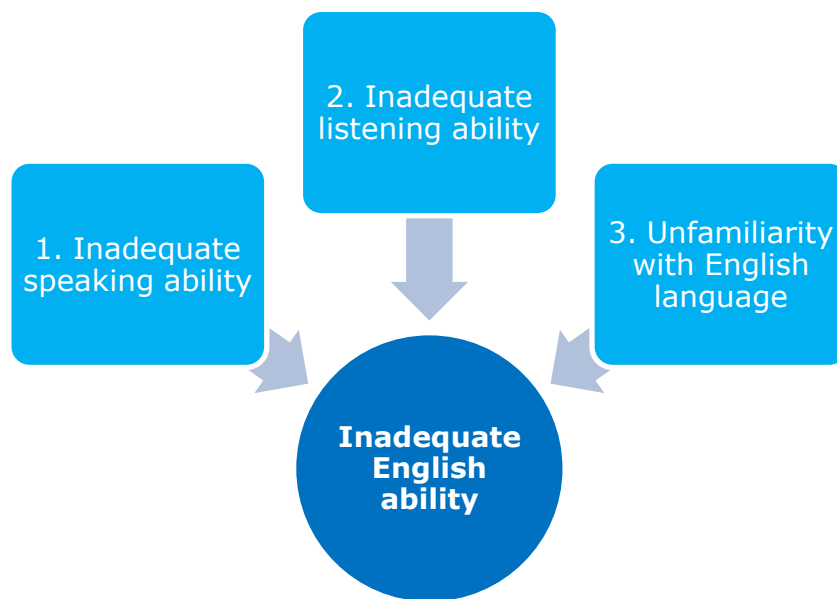 1. Inadequate
speaking ability
2. Inadequate
listening ability
3. Unfamiliarity
with English
language
Inadequate
English
ability